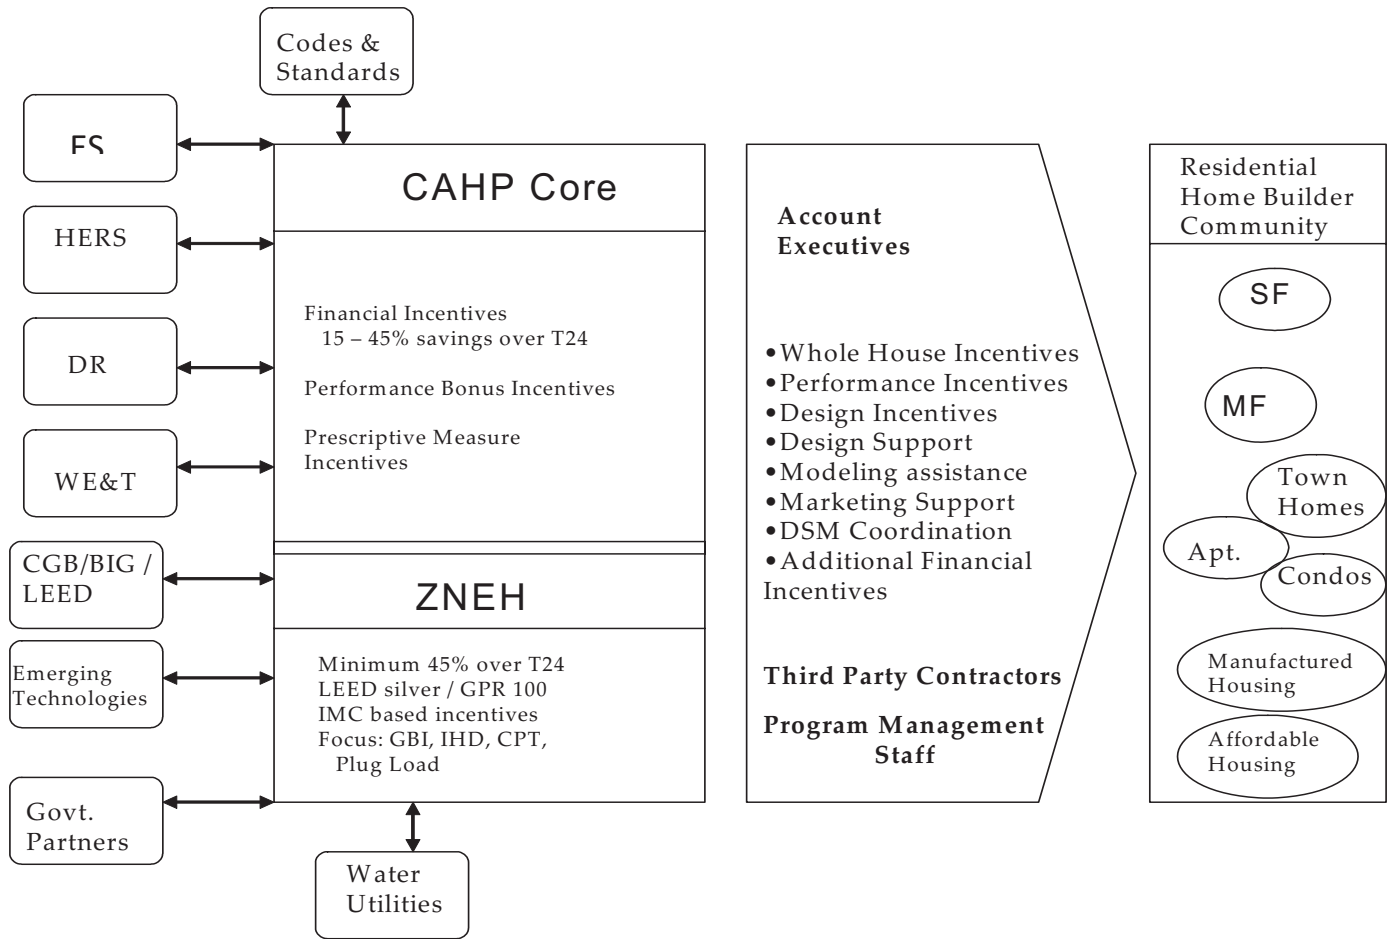 Codes &
Standards
HERS
DR
WE&T
CGB/BIG /
LEED
Emerging
Technologies
Govt.
Partners
CAHP Core
Financial Incentives
15 – 45% savings over T24
Performance Bonus Incentives
Prescriptive Measure
Incentives
ZNEH
Minimum 45% over T24
LEED silver / GPR 100
IMC based incentives
Focus: GBI, IHD, CPT,
Plug Load
Water
Utilities
Account
Executives
•Whole House Incentives
•Performance Incentives
•Design Incentives
•Design Support
•Modeling assistance
•Marketing Support
•DSM Coordination
•Additional Financial
Incentives
Third Party Contractors
Program Management
Staff
Residential
Home Builder
Community
SF
MF
Town
Homes
Apt.
Condos
Manufactured
Housing
Affordable
Housing